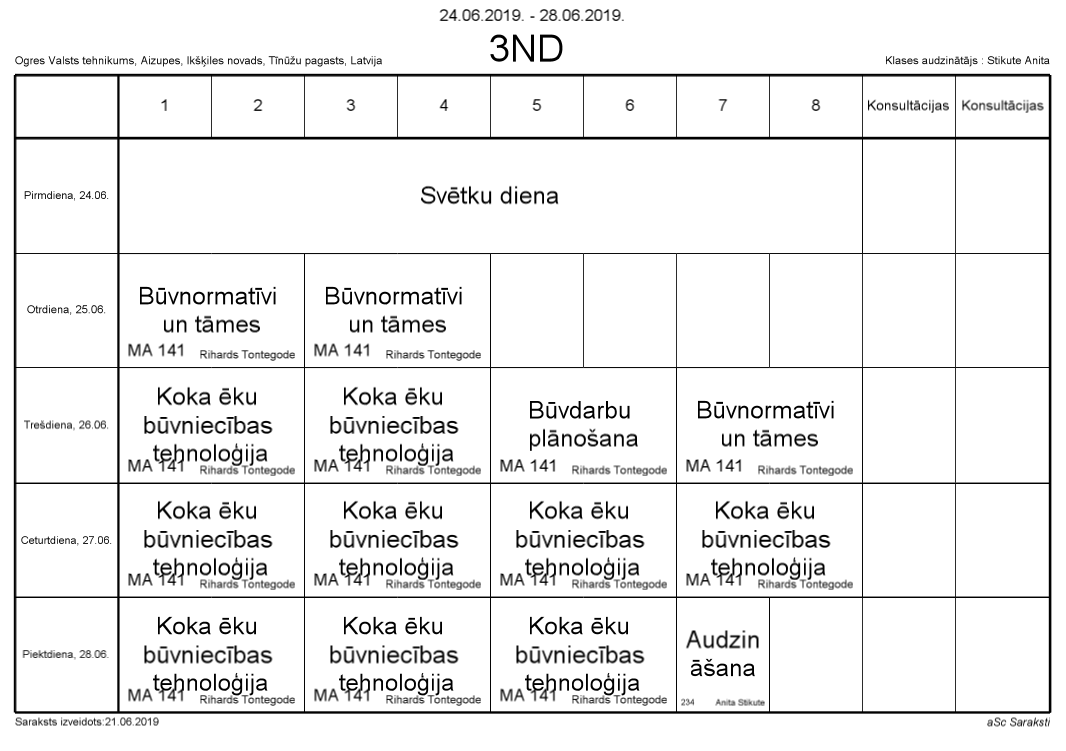 24.06.2019. - 28.06.2019.
3ND
Ogres Valsts tehnikums, Aizupes, Ikšķiles novads, Tīnūžu pagasts, Latvija
Klases audzinātājs : Stikute Anita
1 2 3 4 5 6 7 8 Konsultācijas Konsultācijas
Pirmdiena, 24.06.
Svētku diena
Otrdiena, 25.06.
Būvnormatīvi
un tāmes
MA 141 Rihards Tontegode
Būvnormatīvi
un tāmes
MA 141 Rihards Tontegode
Trešdiena, 26.06.
Koka ēku
būvniecības
tehnoloģija
MA 141 Rihards Tontegode
Koka ēku
būvniecības
tehnoloģija
MA 141 Rihards Tontegode
Būvdarbu
plānošana
MA 141 Rihards Tontegode
Būvnormatīvi
un tāmes
MA 141 Rihards Tontegode
Ceturtdiena, 27.06.
Koka ēku
būvniecības
tehnoloģija
MA 141 Rihards Tontegode
Koka ēku
būvniecības
tehnoloģija
MA 141 Rihards Tontegode
Koka ēku
būvniecības
tehnoloģija
MA 141 Rihards Tontegode
Koka ēku
būvniecības
tehnoloģija
MA 141 Rihards Tontegode
Piektdiena, 28.06.
Koka ēku
būvniecības
tehnoloģija
MA 141 Rihards Tontegode
Koka ēku
būvniecības
tehnoloģija
MA 141 Rihards Tontegode
Koka ēku
būvniecības
tehnoloģija
MA 141 Rihards Tontegode
Audzin
āšana
234 Anita Stikute
Saraksts izveidots:21.06.2019
aSc Saraksti